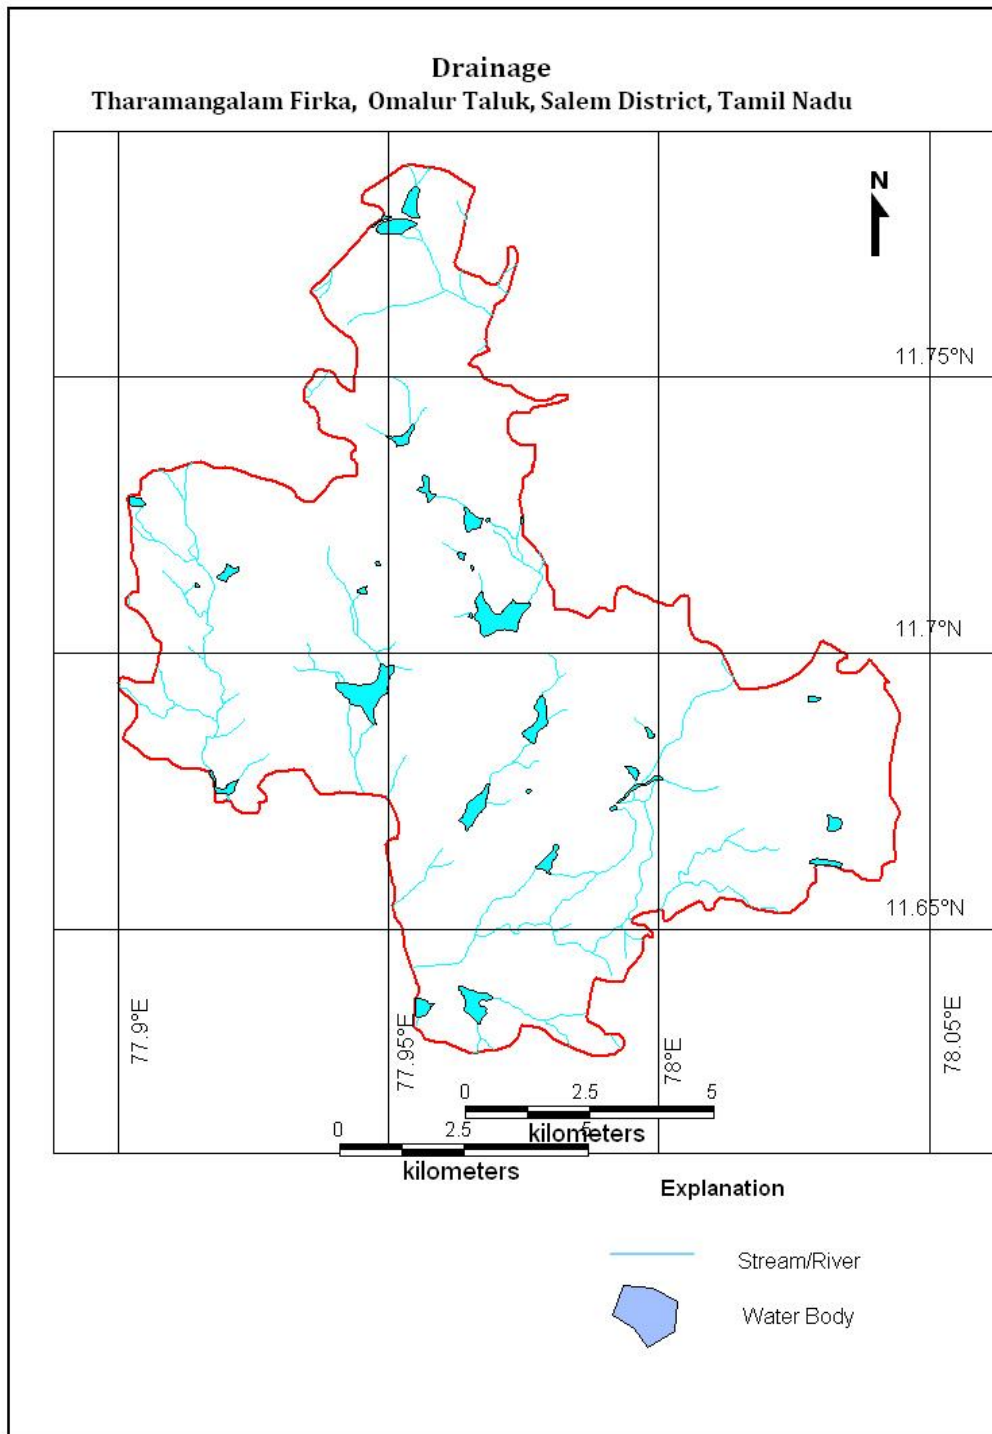 Drainage
Tharamangalam Firka, Omalur Taluk, Salem District, Tamil Nadu
N
11.75°N
11.7°N
11.65°N
77.9°E
77.95°E
78°E
78.05°E
0 2.5 5
kilometers
0 2.5 5
kilometers
Explanation
Stream/River
Water Body